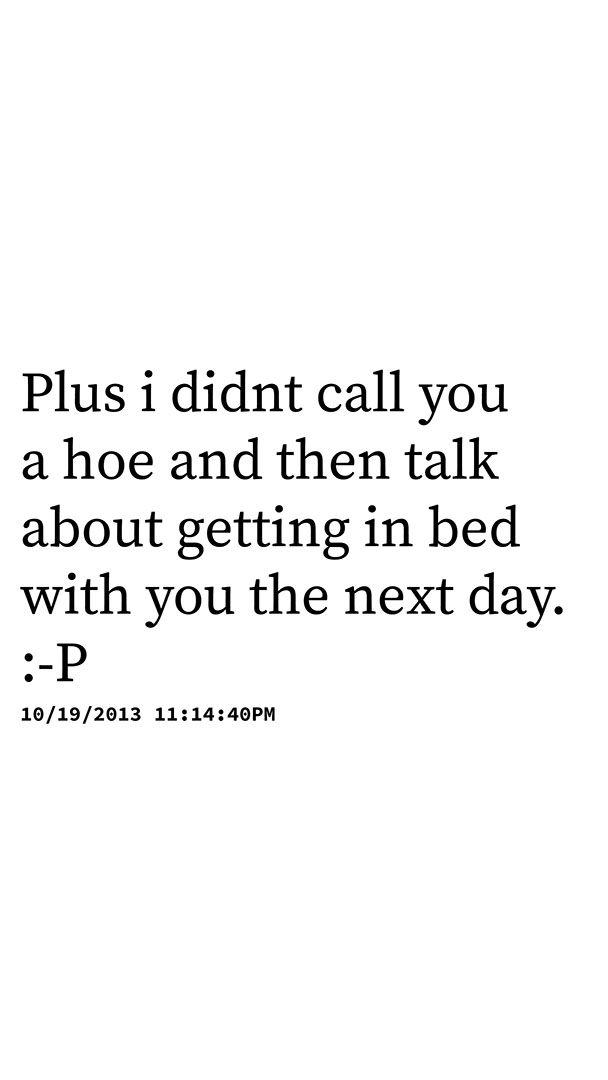 Plus i didnt call you
a hoe and then talk
about getting in bed
with you the next day.
:-P
10/19/2013 11:14:40PM